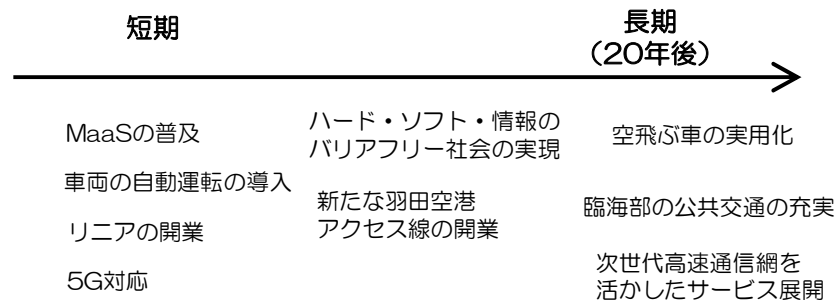 短期
長期
（20年後）
MaaSの普及
車両の自動運転の導入
リニアの開業
5G対応
ハード・ソフト・情報の
バリアフリー社会の実現
新たな羽田空港
アクセス線の開業
空飛ぶ車の実用化
臨海部の公共交通の充実
次世代高速通信網を
活かしたサービス展開